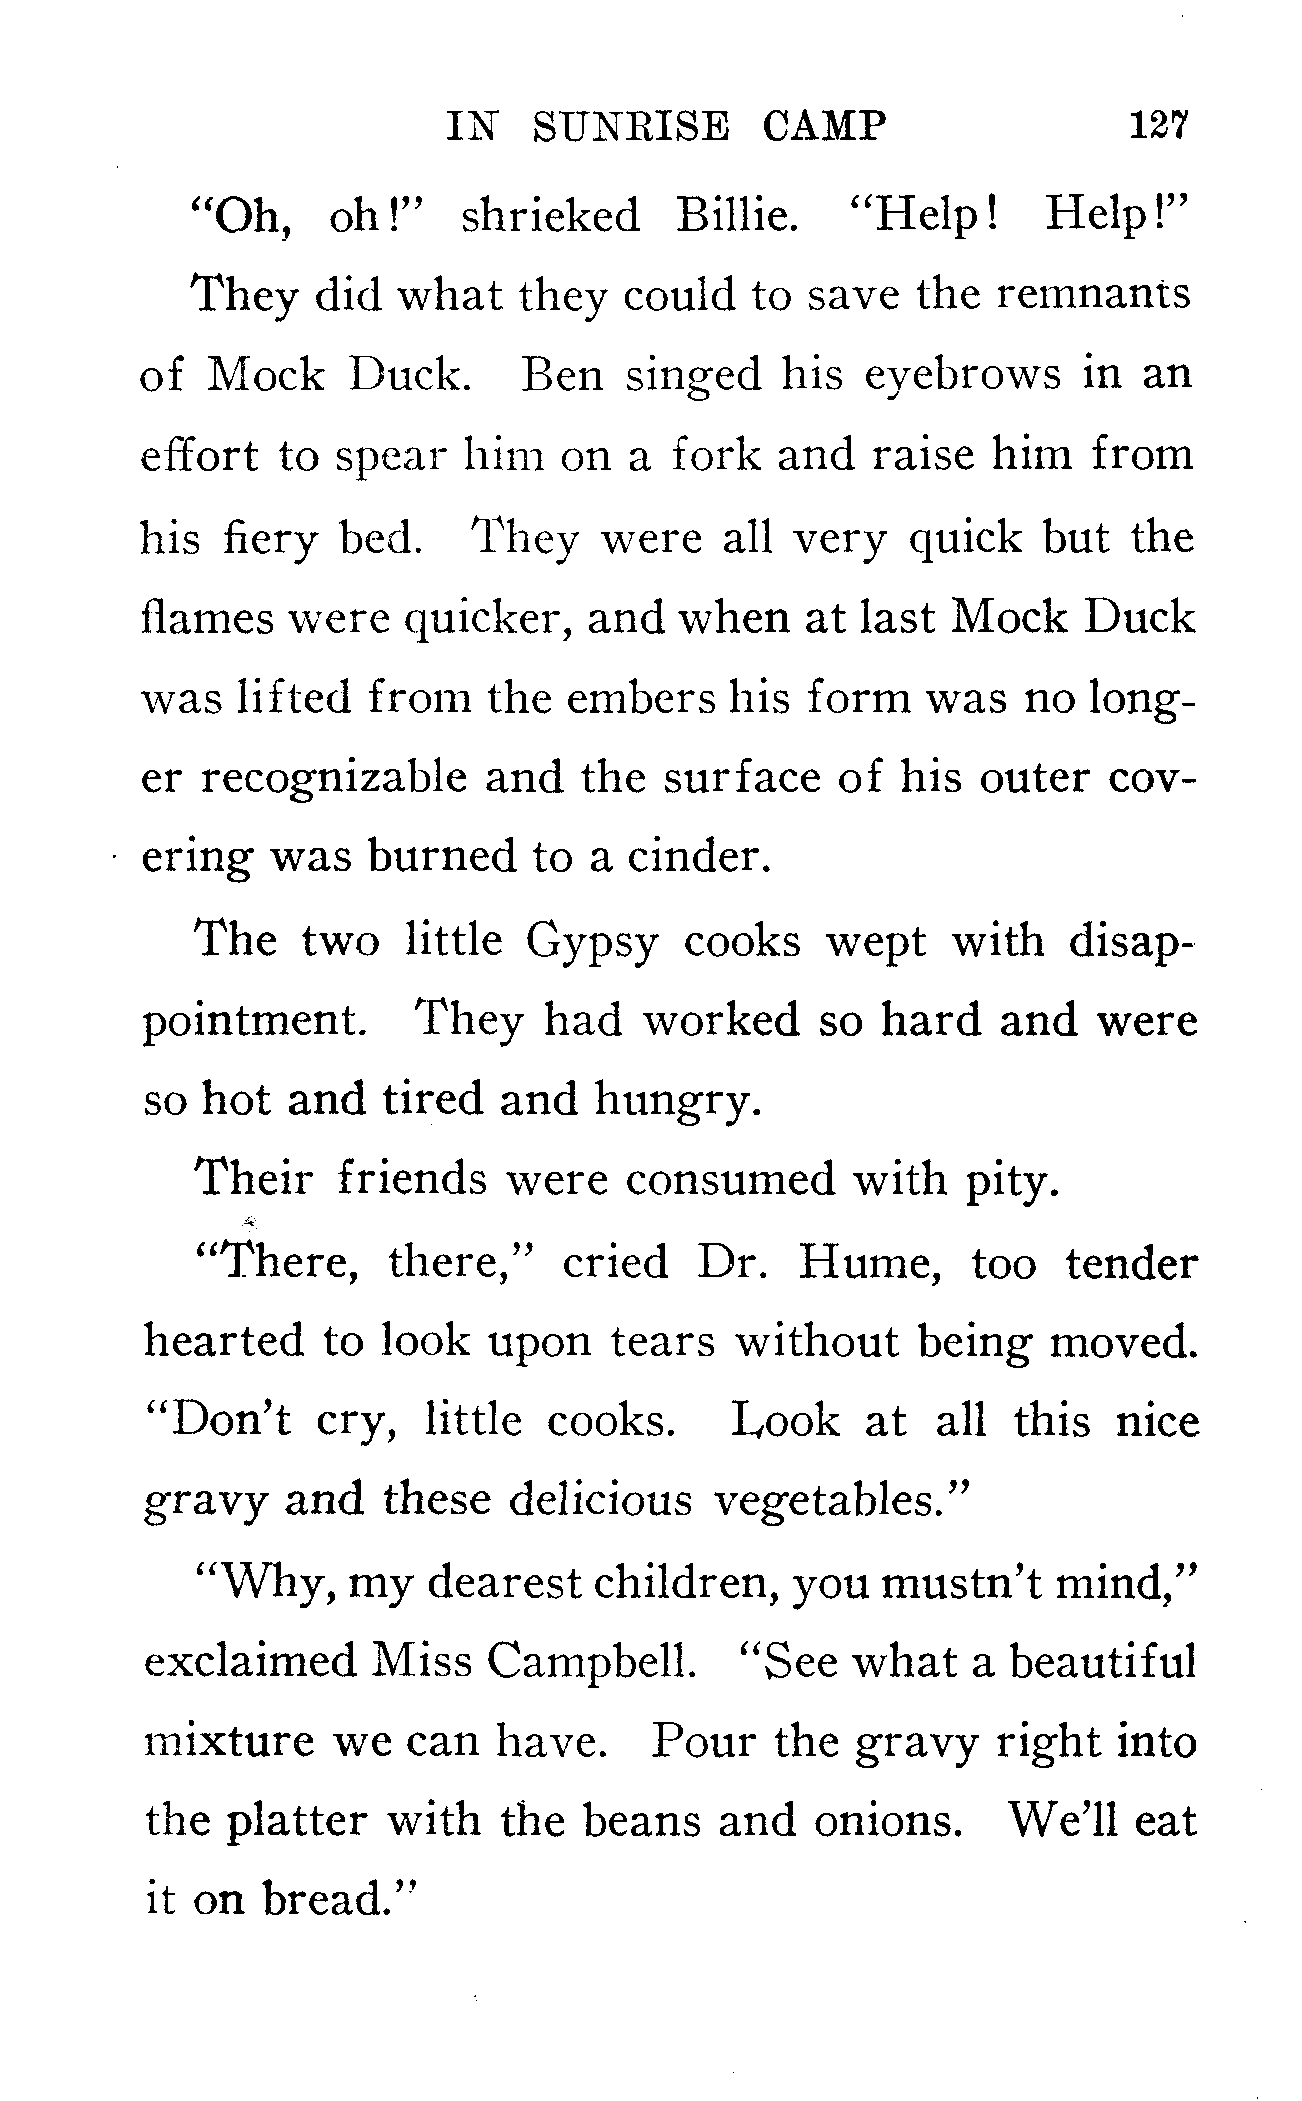 IN SUNRISE CAMP 127
“Oh, oh!” shrieked Billie. “Help! Help!”
They did what they could to save the remnants
of Mock Duck. Ben singed his eyebrows in an
effort to spear him on a fork and raise him from
his fiery bed. They were all very quick but the
flames were quicker, and when at last Mock Duck
was lifted from the embers his form was no long-
er recognizable and the surface of his outer cov-
ering was burned to a cinder.
The two little Gypsy cooks wept with disap-
pointment. They had worked so hard and were
so hot and tired and hungry.
Their friends were consumed with pity.
“There, there,” cried Dr. Hume, too tender
hearted to look upon tears without being moved.
“Don’t cry, little cooks. Look at all this nice
gravy and these delicious vegetables.”
“Why, my dearest children, you mustn’t mind,”
exclaimed Miss Campbell. “See what a beautiful
mixture we can have. Pour the gravy right into
the platter with the beans and onions. We’ll eat
it on bread.”